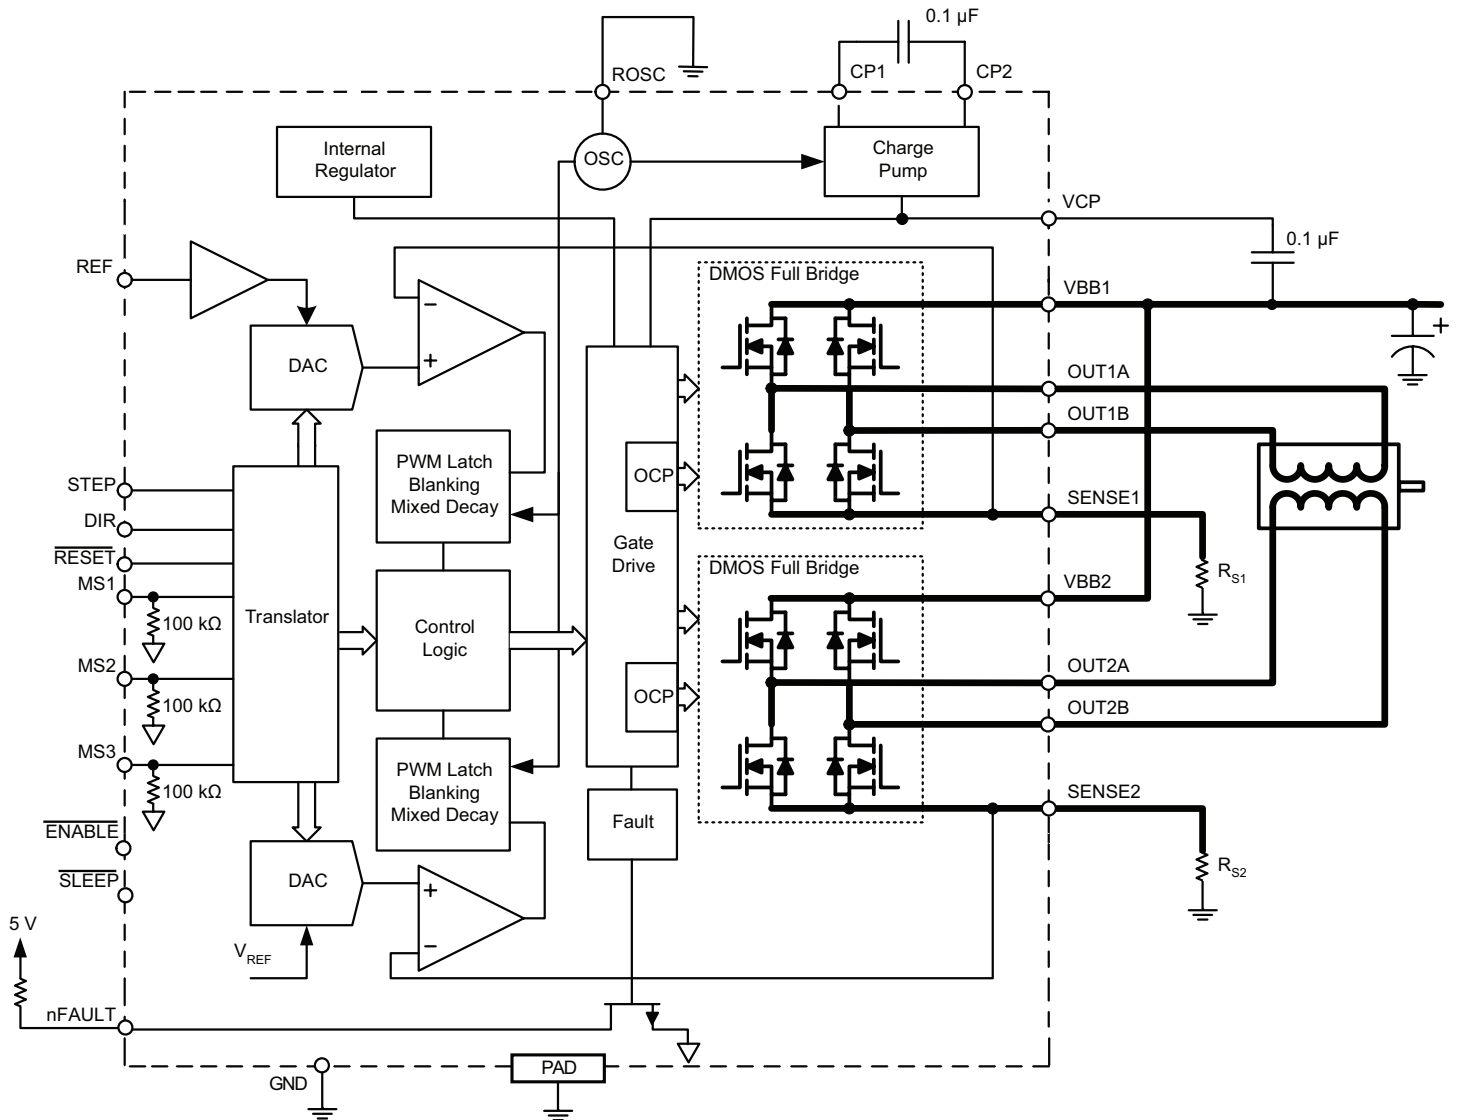 0.1 µF
ROSC
CP1
CP2
Internal
Regulator
OSC
Charge
Pump
VCP
0.1 µF
REF
DMOS Full Bridge
VBB1
−
+
+
DAC
OUT1A
OUT1B
PWM Latch
Blanking
Mixed Decay
OCP
STEP
SENSE1
DIR
RESET
Gate
Drive
DMOS Full Bridge
MS1
RS1
VBB2
100 kΩ
Translator
Control
Logic
MS2
OUT2A
OCP
100 kΩ
OUT2B
MS3
PWM Latch
Blanking
Mixed Decay
100 kΩ
SENSE2
ENABLE
Fault
SLEEP
DAC
+
RS2
5 V
−
VREF
nFAULT
PAD
GND